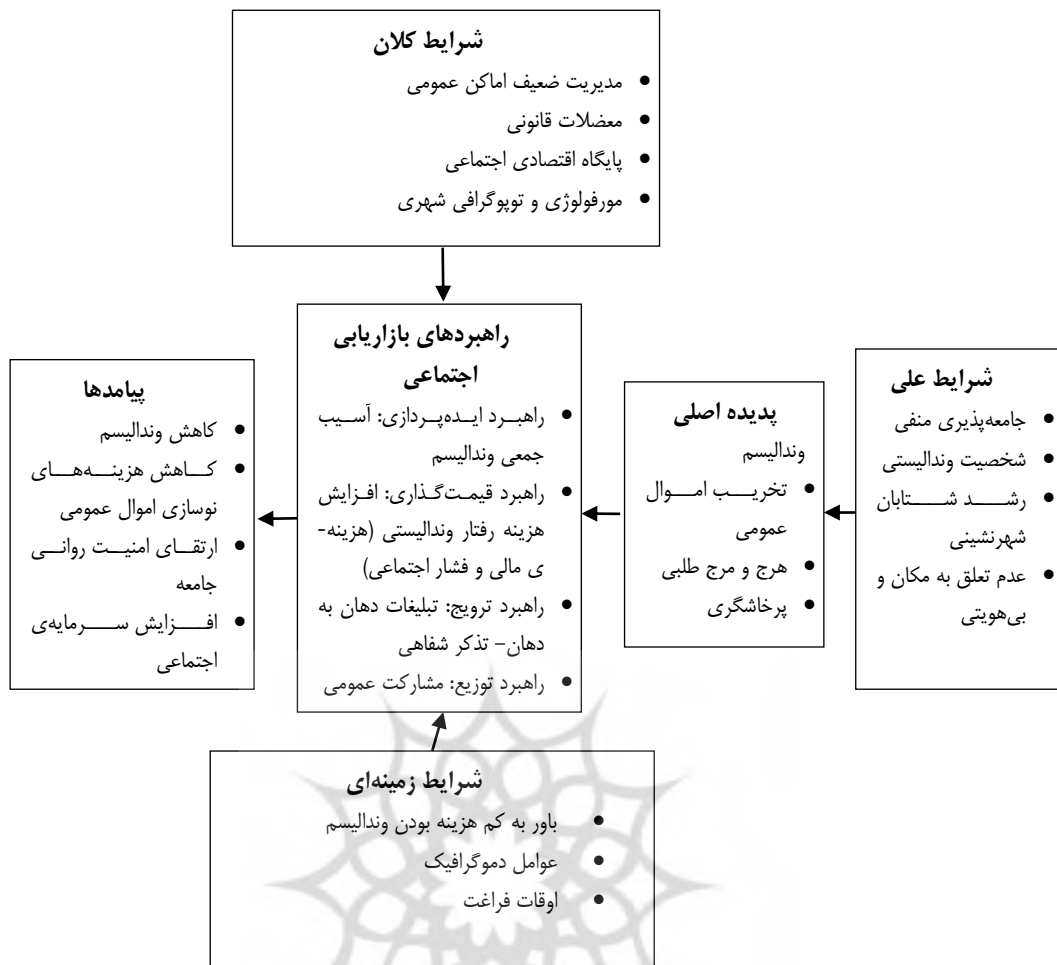 شرایط کلان
• مدیریت ضعیف اماکن عمومی
• معضلات قانونی
• پایگاه اقتصادی اجتماعی
• مورفولوژی و توپوگرافی شهری
شرایط علی
• جامعه‌پذیری منفی
• شخصیت وندالیستی
• رشد شتابان
شهرنشینی
• عدم تعلق به مکان و
بی‌هویتی
پدیده اصلی
وندالیسم
• تخریب اموال
عمومی
• هرج و مرج طلبی
• پرخاشگری
راهبردهای بازاریابی
اجتماعی
• راهبرد ایده‌پردازی: آسیب
جمعی وندالیسم
• راهبرد قیمت‌گذاری: افزایش
هزینه رفتار وندالیستی (هزینه-
ی مالی و فشار اجتماعی)
• راهبرد ترویج: تبلیغات دهان به
دهان- تذکر شفاهی
• راهبرد توزیع: مشارکت عمومی
پیامدها
• کاهش وندالیسم
• کاهش هزینه‌های
نوسازی اموال عمومی
• ارتقای امنیت روانی
جامعه
• افزایش سرمایه‌ی
اجتماعی
شرایط زمینه‌ای
• باور به کم هزینه بودن وندالیسم
• عوامل دموگرافیک
• اوقات فراغت